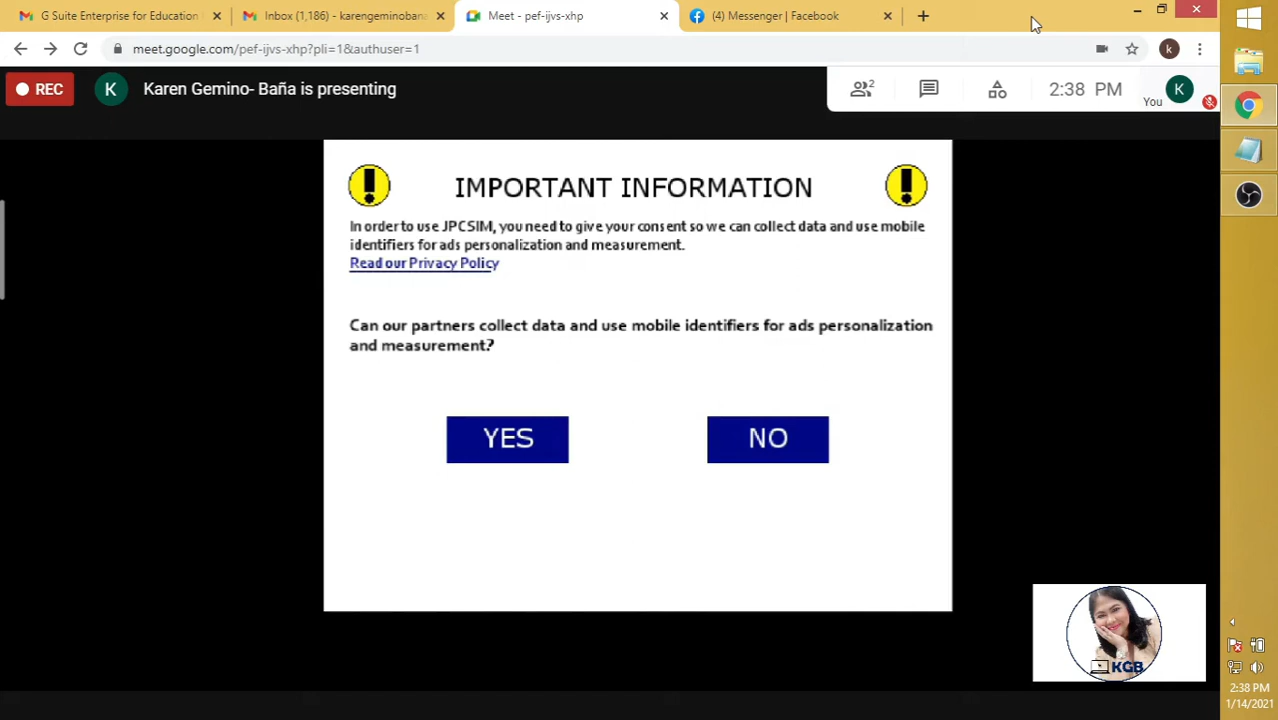 G Suite Enterprise for Education
Inbox (1,186) - karengeminobana
Meet - pef-ijvs-xhp
(4) Messenger | Facebook
meet.google.com/pef-ijvs-xhp?pli=1&authuser=1
k
REC
K
Karen Gemino- Baña is presenting
2
2:38 PM
You
K
IMPORTANT INFORMATION
In order to use JPCSIM, you need to give your consent so we can collect data and use mobile
identifiers for ads personalization and measurement.
Read our Privacy Policy
Can our partners collect data and use mobile identifiers for ads personalization
and measurement?
YES
NO
KGB
2:38 PM
1/14/2021